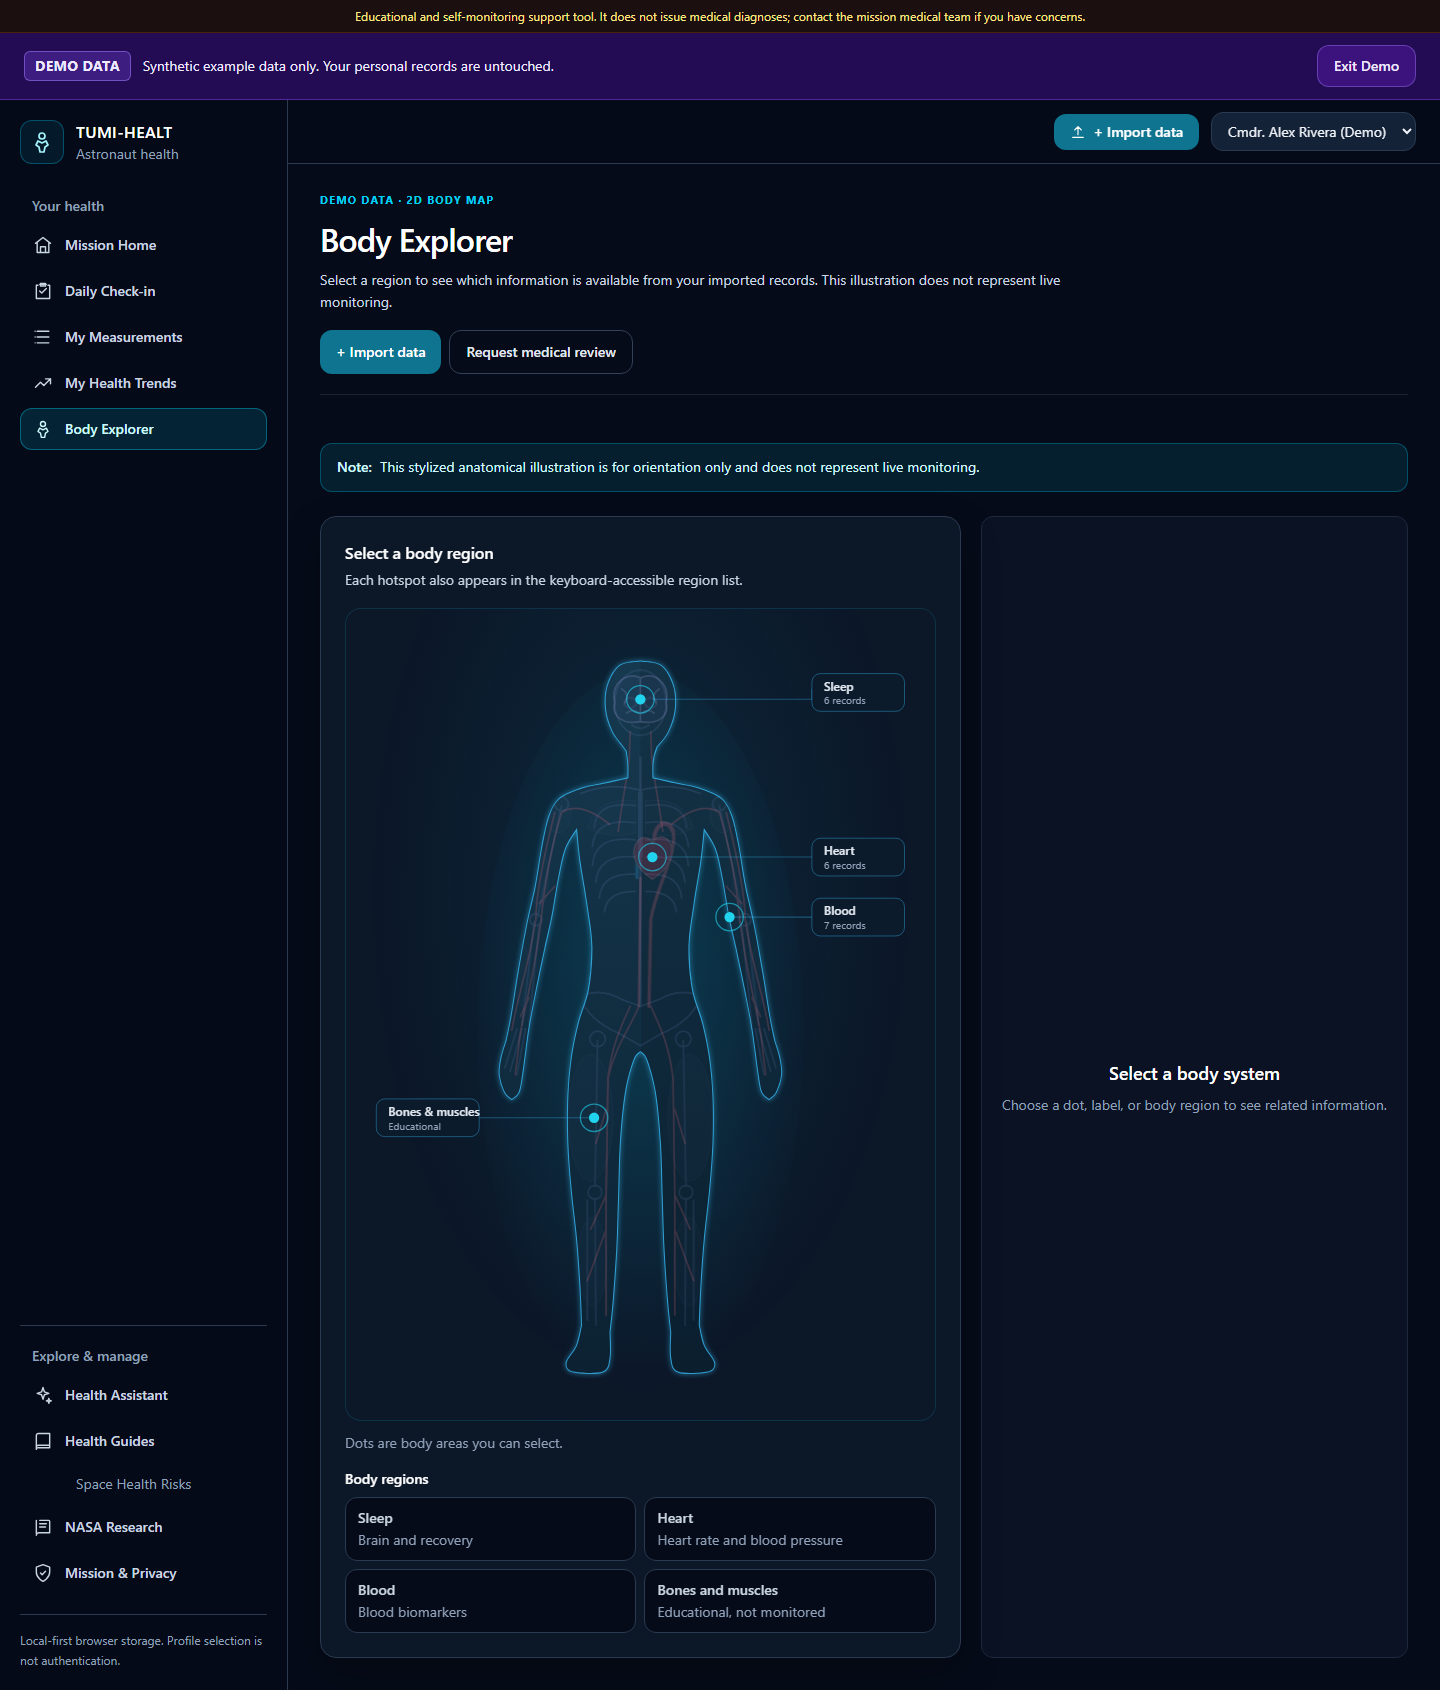 Educational and self-monitoring support tool. It does not issue medical diagnoses; contact the mission medical team if you have concerns.
DEMO DATA
Synthetic example data only. Your personal records are untouched.
Exit Demo
TUMI-HEALT
Astronaut health
+ Import data
Cmdr. Alex Rivera (Demo)
Your health
Mission Home
Daily Check-in
My Measurements
My Health Trends
Body Explorer
DEMO DATA · 2D BODY MAP
Body Explorer
Select a region to see which information is available from your imported records. This illustration does not represent live
monitoring.
+ Import data
Request medical review
Note: This stylized anatomical illustration is for orientation only and does not represent live monitoring.
Select a body region
Each hotspot also appears in the keyboard-accessible region list.
Sleep
6 records
Heart
6 records
Blood
7 records
Bones & muscles
Educational
Dots are body areas you can select.
Body regions
Sleep
Brain and recovery
Heart
Heart rate and blood pressure
Blood
Blood biomarkers
Bones and muscles
Educational, not monitored
Select a body system
Choose a dot, label, or body region to see related information.
Explore & manage
Health Assistant
Health Guides
Space Health Risks
NASA Research
Mission & Privacy
Local-first browser storage. Profile selection is
not authentication.